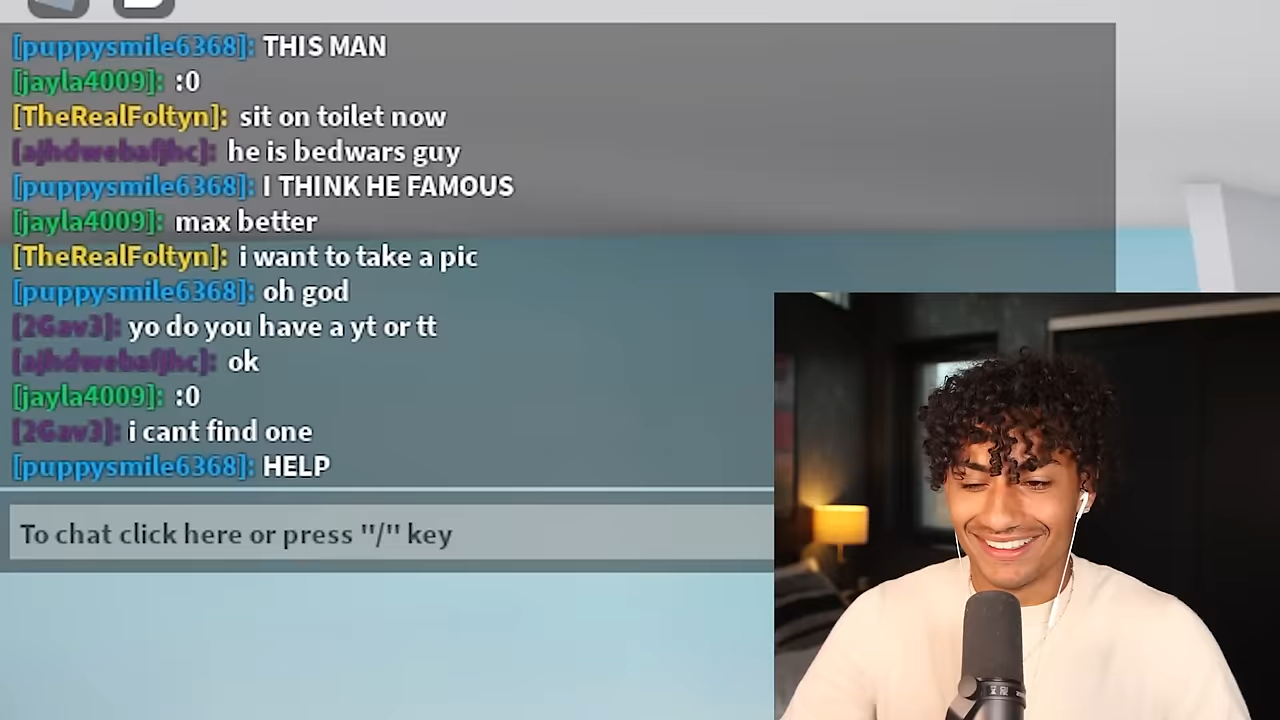 [puppysmile6368]: THIS MAN
[jayla4009]: :0
[TheRealFoltyn]: sit on toilet now
[ajhdwebafjhc]: he is bedwars guy
[puppysmile6368]: I THINK HE FAMOUS
[jayla4009]: max better
[TheRealFoltyn]: i want to take a pic
[puppysmile6368]: oh god
[2Gav3]: yo do you have a yt or tt
[ajhdwebafjhc]: ok
[jayla4009]: :0
[2Gav3]: i cant find one
[puppysmile6368]: HELP
To chat click here or press "/" key